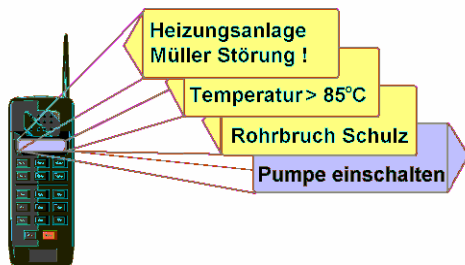 Heizungsanlage
Müller Störung !
Temperatur > 85°C
Rohrbruch Schulz
Pumpe einschalten